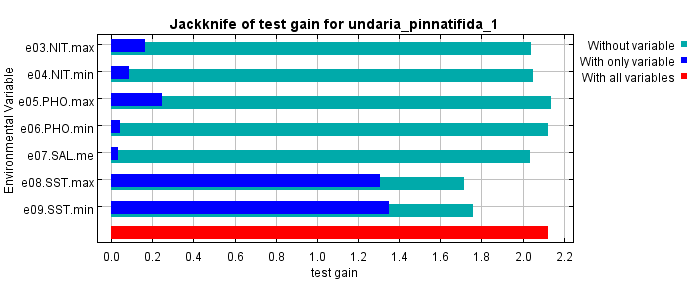 Jackknife of test gain for undaria_pinnatifida_1
Environmental Variable
e03.NIT.max
e04.NIT.min
e05.PHO.max
e06.PHO.min
e07.SAL.me
e08.SST.max
e09.SST.min
0.0 0.2 0.4 0.6 0.8 1.0 1.2 1.4 1.6 1.8 2.0 2.2
test gain
Without variable
With only variable
With all variables